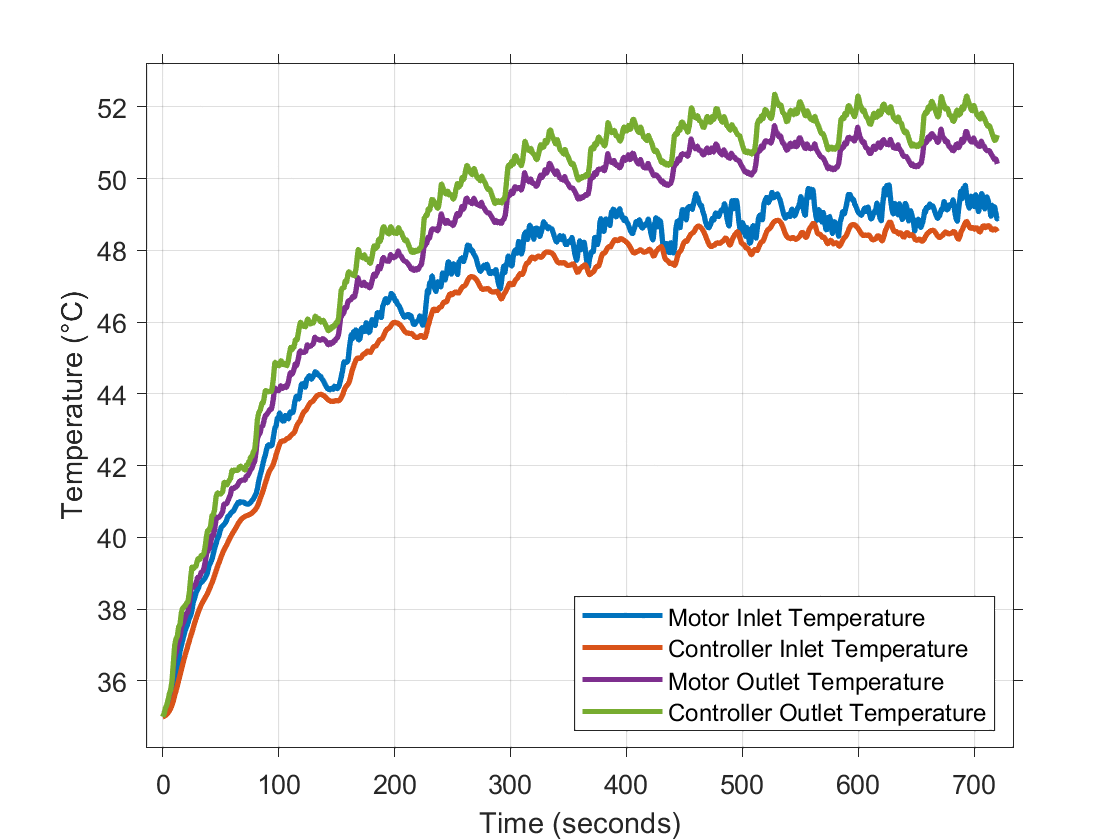 52
50
48
46
44
42
40
38
36
Temperature (°C)
Motor Inlet Temperature
Controller Inlet Temperature
Motor Outlet Temperature
Controller Outlet Temperature
0 100 200 300 400 500 600 700
Time (seconds)